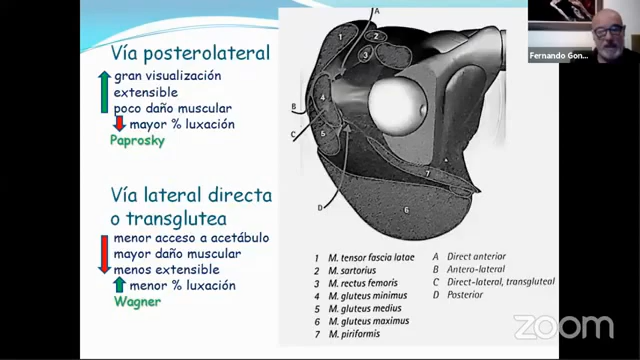 Vía posterolateral
gran visualización
extensible
poco daño muscular
mayor % luxación
Paprosky
Vía lateral directa
o transglutea
menor acceso a acetábulo
mayor daño muscular
menos extensible
menor % luxación
Wagner
A
1
2
3
4
B
C
5
D
7
6
1 M. tensor fascia latae
2 M. sartorius
3 M. rectus femoris
4 M. gluteus minimus
5 M. gluteus medius
6 M. gluteus maximus
7 M. piriformis
A Direct anterior
B Antero-lateral
C Direct-lateral, transgluteal
D Posterior
Fernando Gon...
zoom